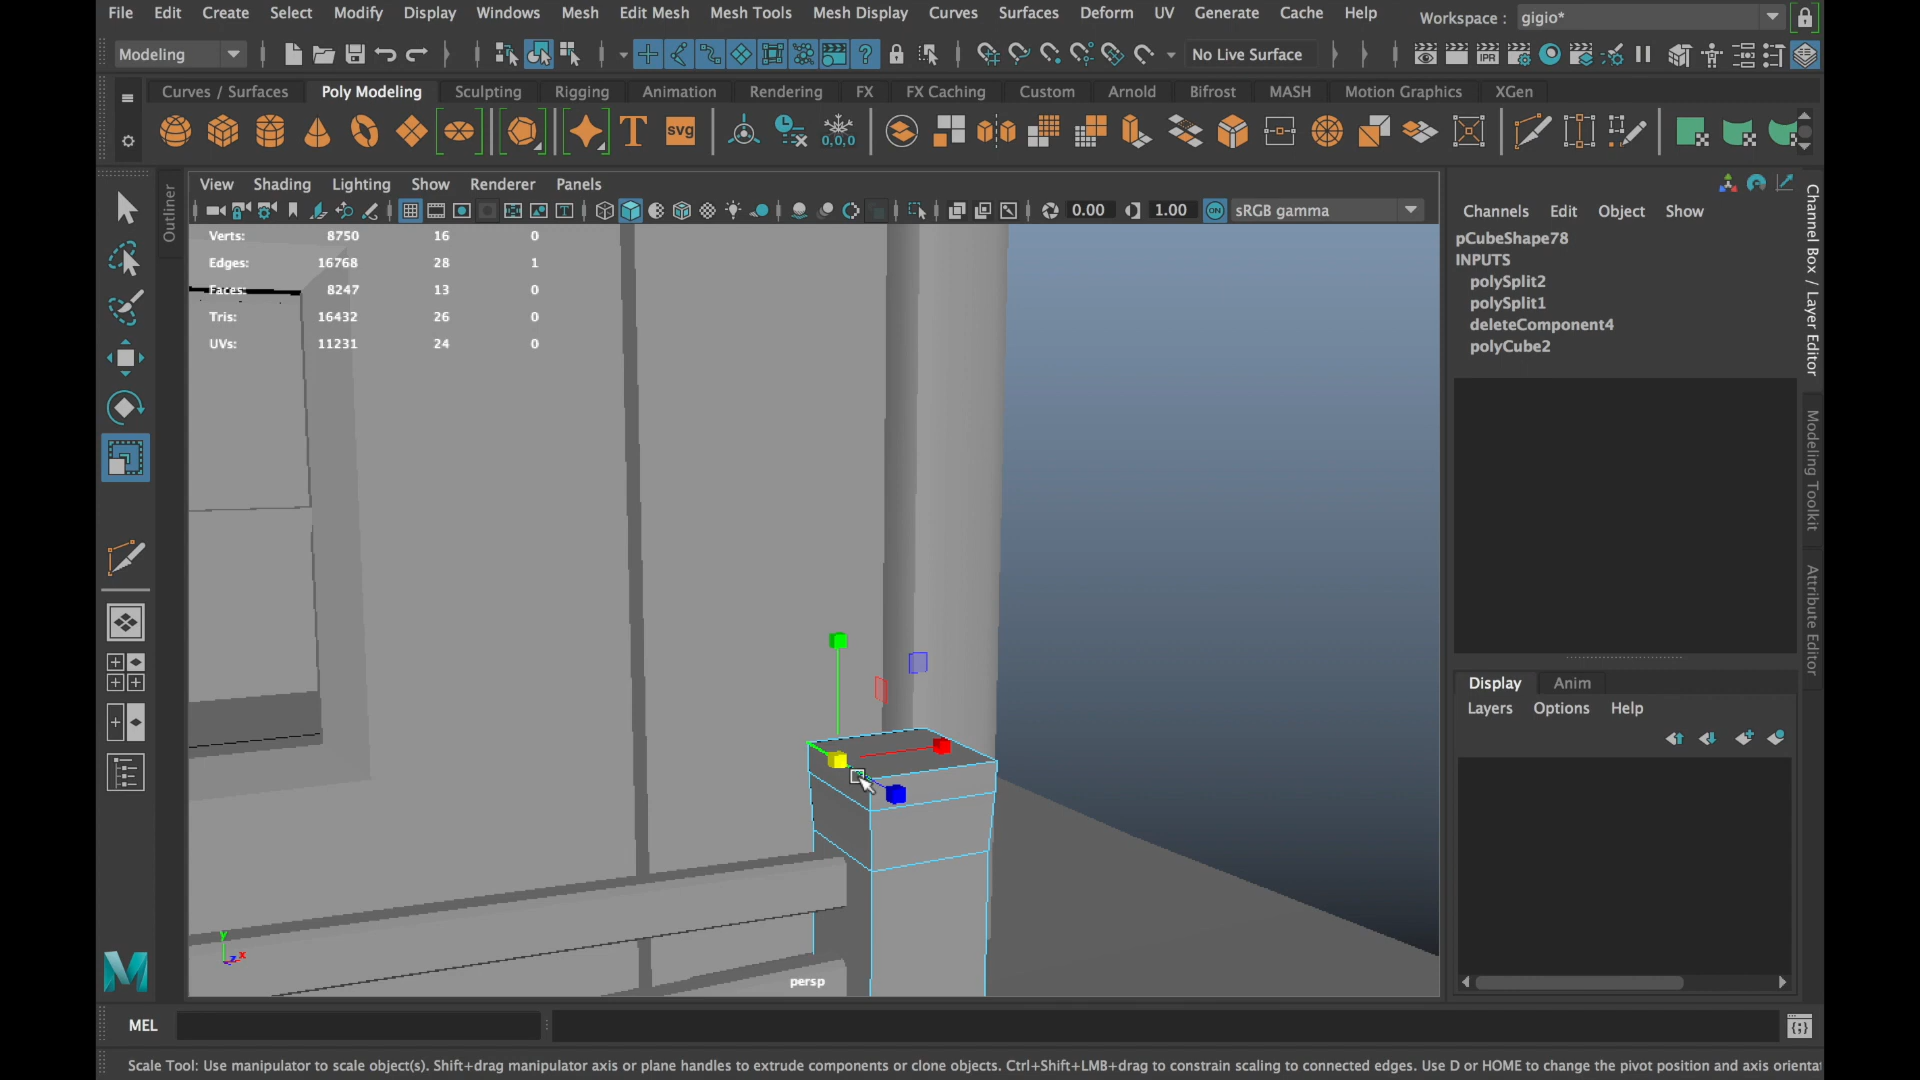 File Edit Create Select Modify Display Windows Mesh Edit Mesh Mesh Tools Mesh Display Curves Surfaces Deform UV Generate Cache Help Workspace : gigio*
Modeling No Live Surface IPR
Curves / Surfaces Poly Modeling Sculpting Rigging Animation Rendering FX FX Caching Custom Arnold Bifrost MASH Motion Graphics XGen
T svg 0,0,0
Outliner
View Shading Lighting Show Renderer Panels
0.00 1.00 ON sRGB gamma
Verts: 8750 16 0
Edges: 16768 28 1
Faces: 8247 13 0
Tris: 16432 26 0
UVs: 11231 24 0
y
z x
persp
Channels Edit Object Show
pCubeShape78
INPUTS
polySplit2
polySplit1
deleteComponent4
polyCube2
Channel Box / Layer Editor
Modeling Toolkit
Attribute Editor
Display Anim
Layers Options Help
M
MEL
Scale Tool: Use manipulator to scale object(s). Shift+drag manipulator axis or plane handles to extrude components or clone objects. Ctrl+Shift+LMB+drag to constrain scaling to connected edges. Use D or HOME to change the pivot position and axis orienta